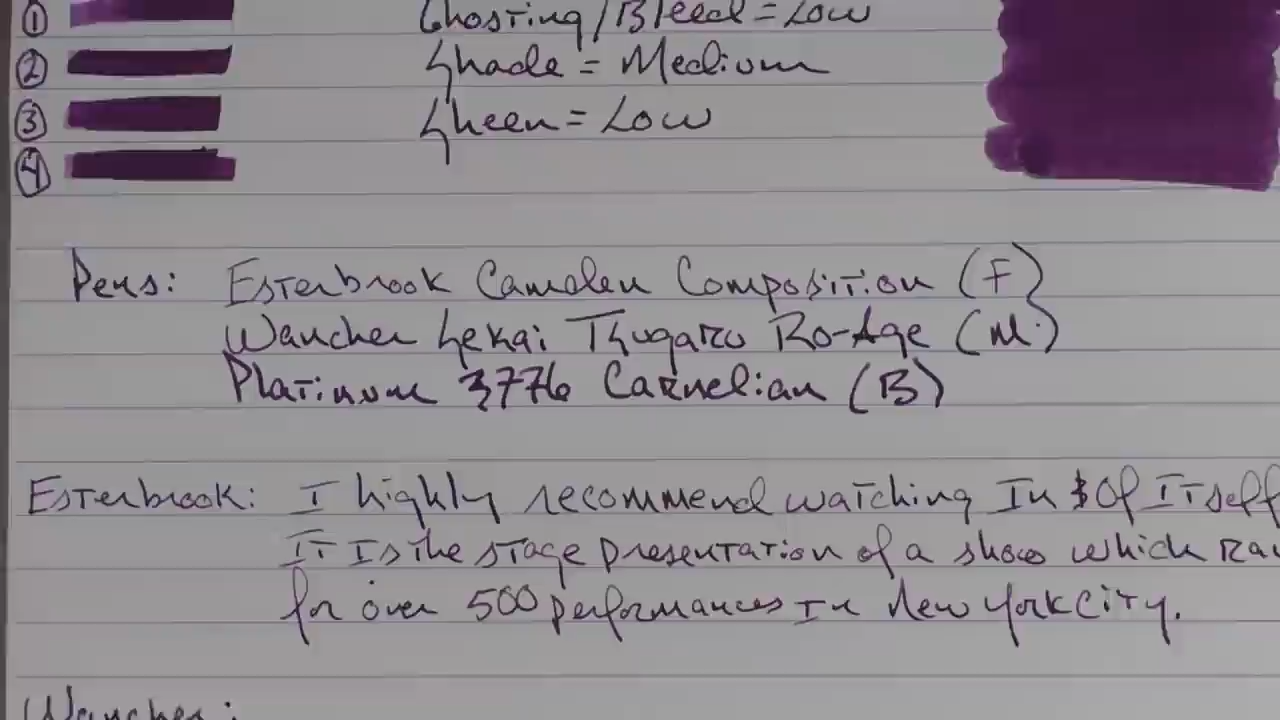 ① Ghosting/Bleed = Low
② Shade = Medium
③ Sheen = Low
④
Pens: Esterbrook Camden Composition (F)
Wancher Sekai Tsugaru Ro-Age (M)
Platinum 3776 Carnelian (B)
Esterbrook: I highly recommend watching In & Of Itself
It Is the stage presentation of a show which ran
for over 500 performances In New York City.
Wancher: